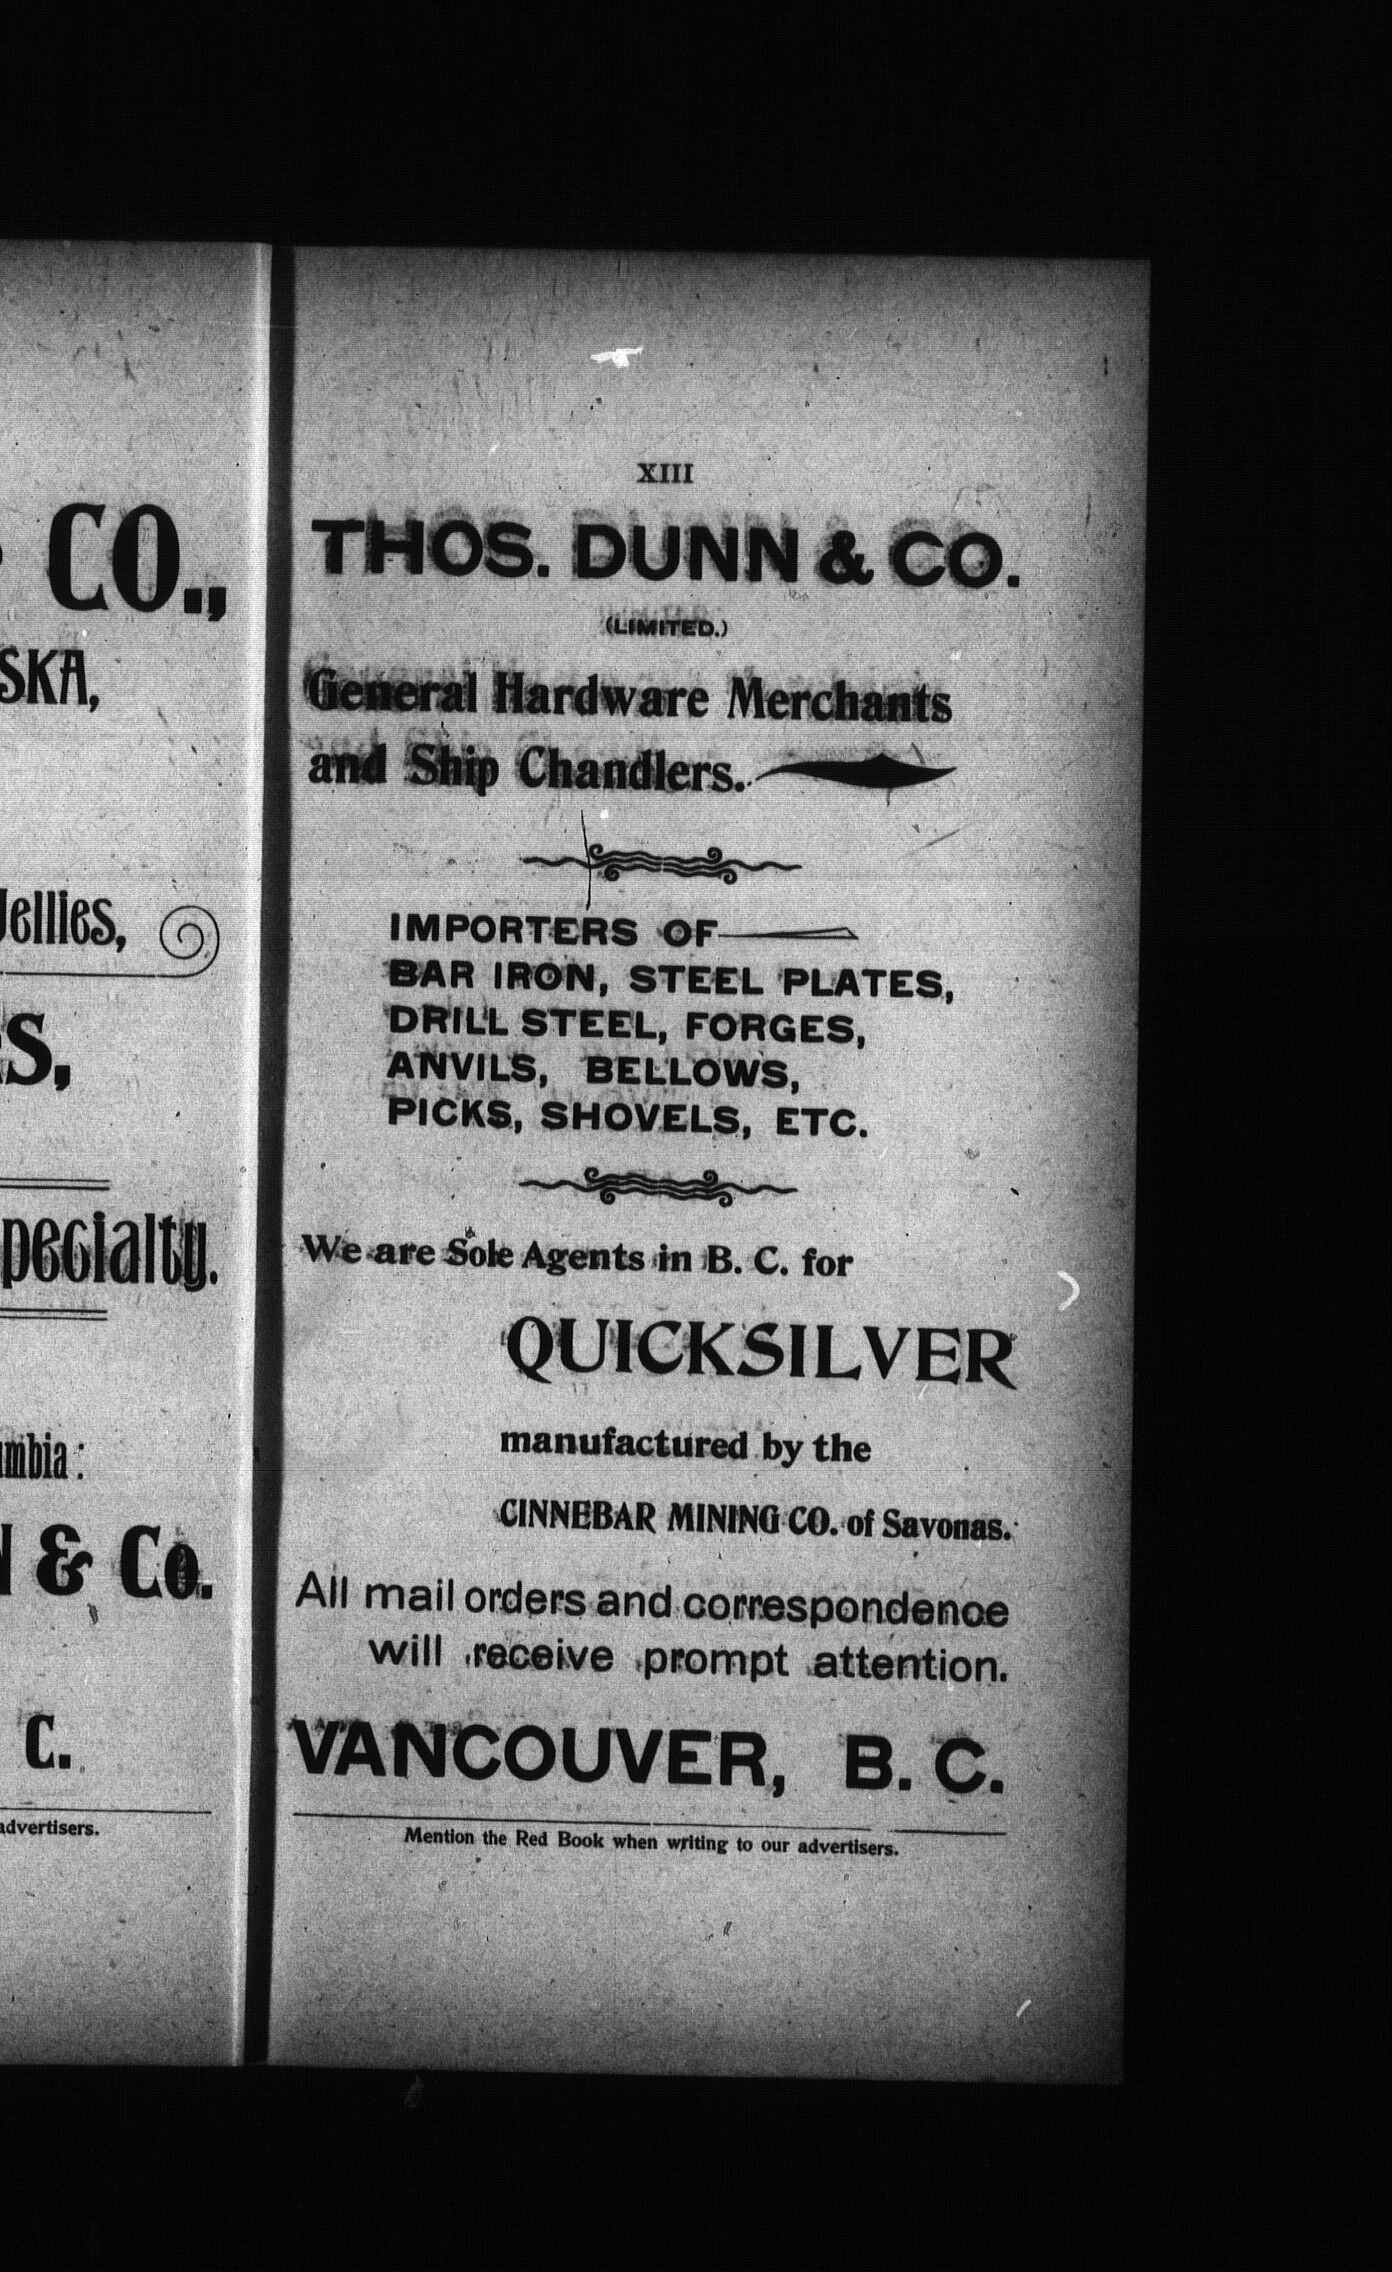 CO.,
SKA,
Jellies,
S,
pecialty.
mbia:
& Co.
C.
advertisers.
XIII
THOS. DUNN & CO.
(LIMITED.)
General Hardware Merchants
and Ship Chandlers.
IMPORTERS OF
BAR IRON, STEEL PLATES,
DRILL STEEL, FORGES,
ANVILS, BELLOWS,
PICKS, SHOVELS, ETC.
We are Sole Agents in B. C. for
QUICKSILVER
manufactured by the
CINNEBAR MINING CO. of Savonas.
All mail orders and correspondence
will receive prompt attention.
VANCOUVER, B. C.
Mention the Red Book when writing to our advertisers.